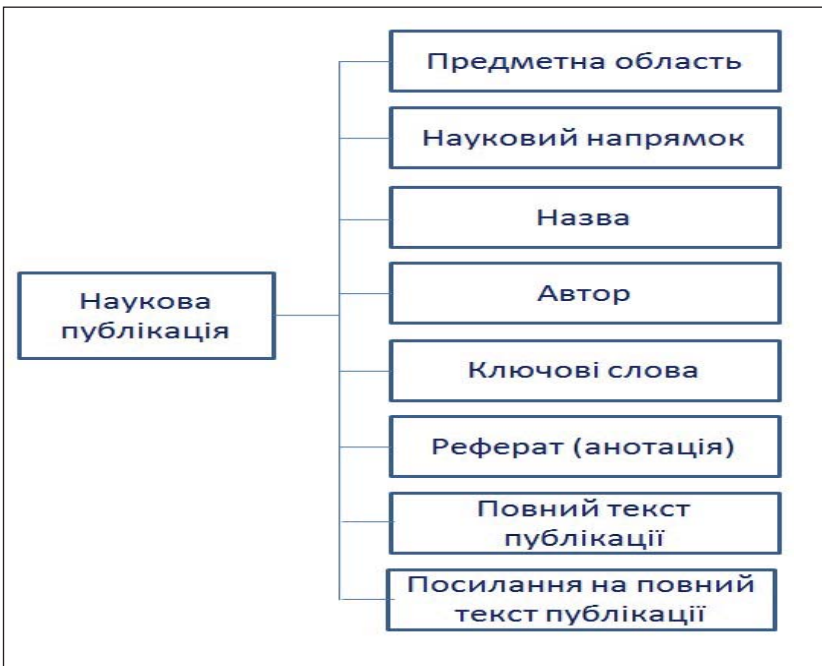 Предметна область
Науковий напрямок
Назва
Автор
Наукова
публікація
Ключові слова
Реферат (анотація)
Повний текст
публікації
Посилання на повний
текст публікації